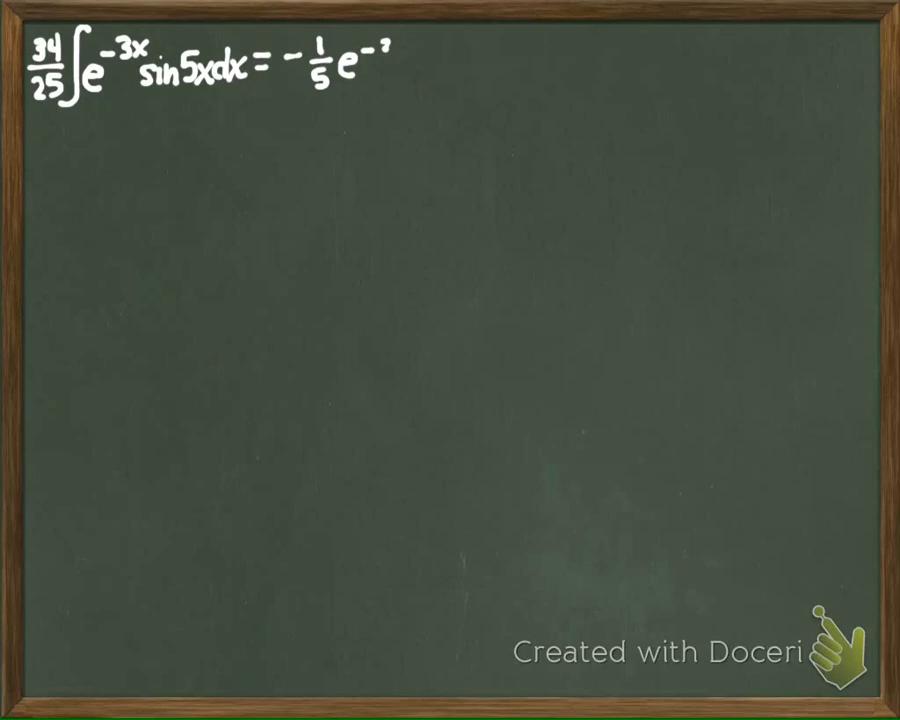 34/25 ∫ e^-3x sin5xdx = - 1/5 e^-
Created with Doceri